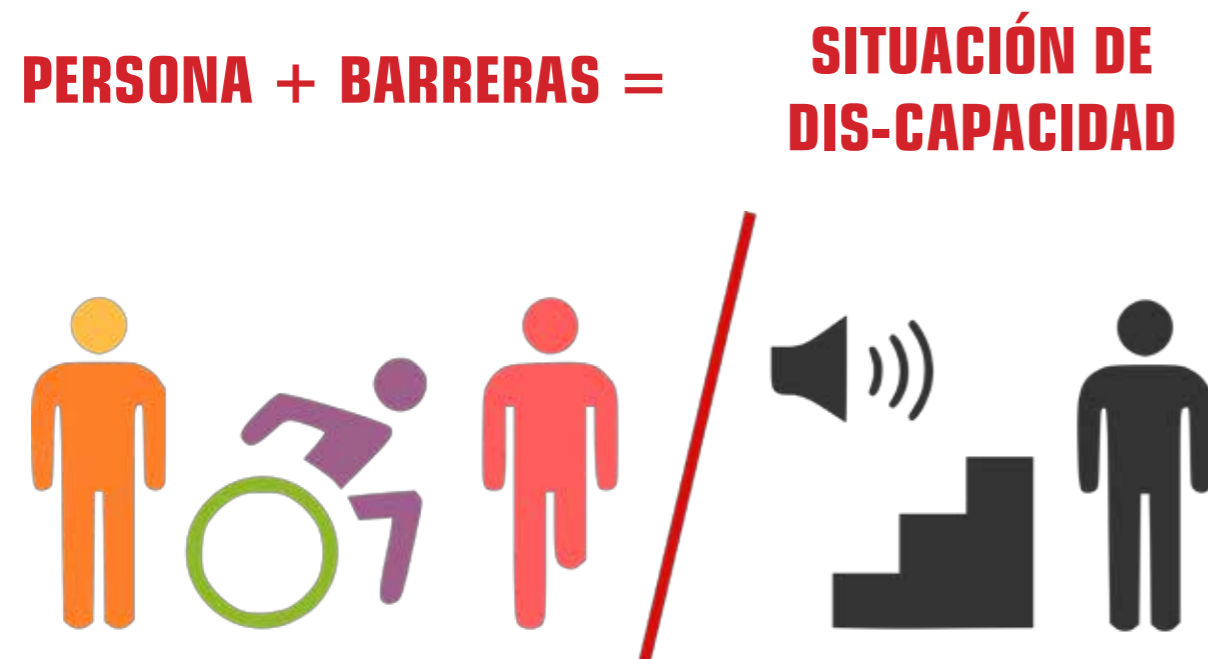 PERSONA + BARRERAS =
SITUACIÓN DE
DIS-CAPACIDAD